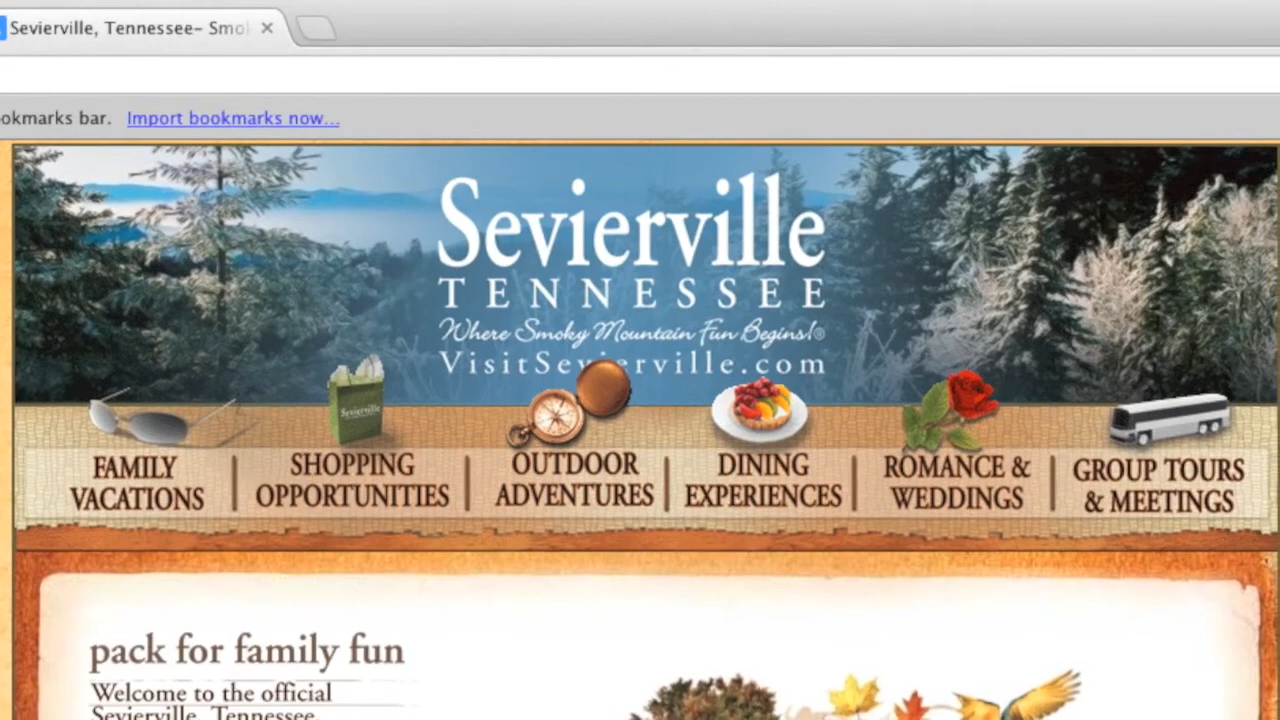 Sevierville, Tennessee– Smo
bookmarks bar. Import bookmarks now...
Sevierville
TENNESSEE
Where Smoky Mountain Fun Begins!®
VisitSevierville.com
Sevierville
FAMILY
VACATIONS
SHOPPING
OPPORTUNITIES
OUTDOOR
ADVENTURES
DINING
EXPERIENCES
ROMANCE &
WEDDINGS
GROUP TOURS
& MEETINGS
pack for family fun
Welcome to the official
Sevierville, Tennessee,